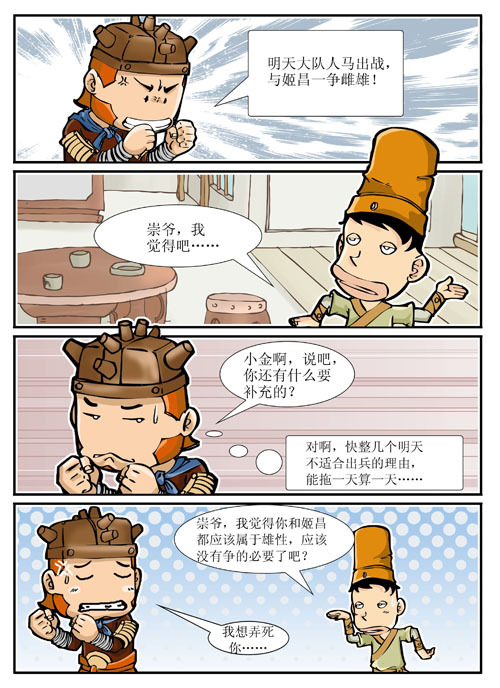 明天大队人马出战，
与姬昌一争雌雄！
崇爷，我
觉得吧……
小金啊，说吧，
你还有什么要
补充的？
对啊，快整几个明天
不适合出兵的理由，
能拖一天算一天……
崇爷，我觉得你和姬昌
都应该属于雄性，应该
没有争的必要了吧？
我想弄死
你……